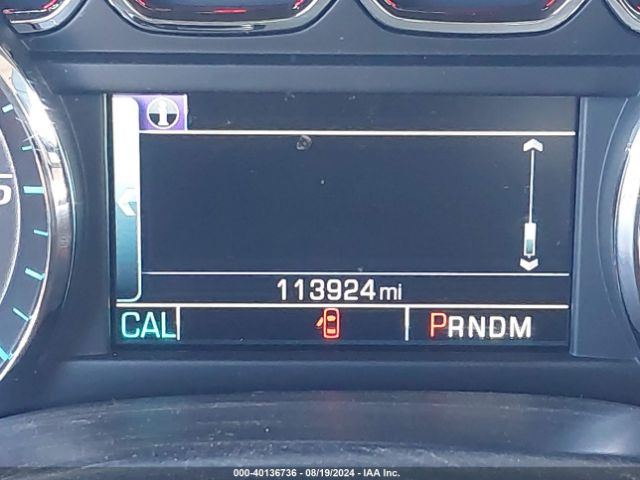 113924 mi
CAL PRNDM
000-40136736 - 08/19/2024 - IAA Inc.